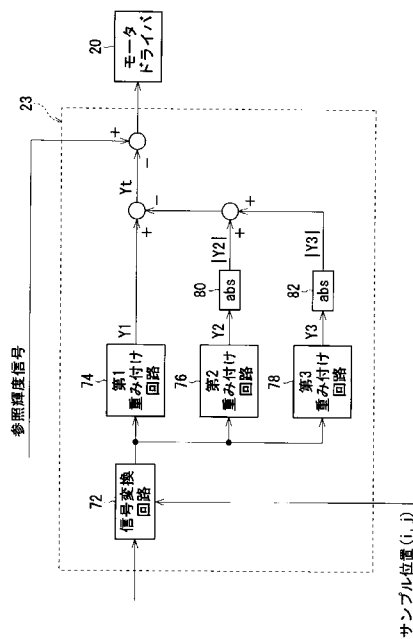 参照輝度信号
23
20
モータ
ドライバ
+
−
Yt
+
−
Y1
74
第1
重み付け
回路
72
信号変換
回路
|Y2|
+
+
80
abs
Y2
76
第2
重み付け
回路
|Y3|
82
abs
Y3
78
第3
重み付け
回路
サンプル位置(i, j)